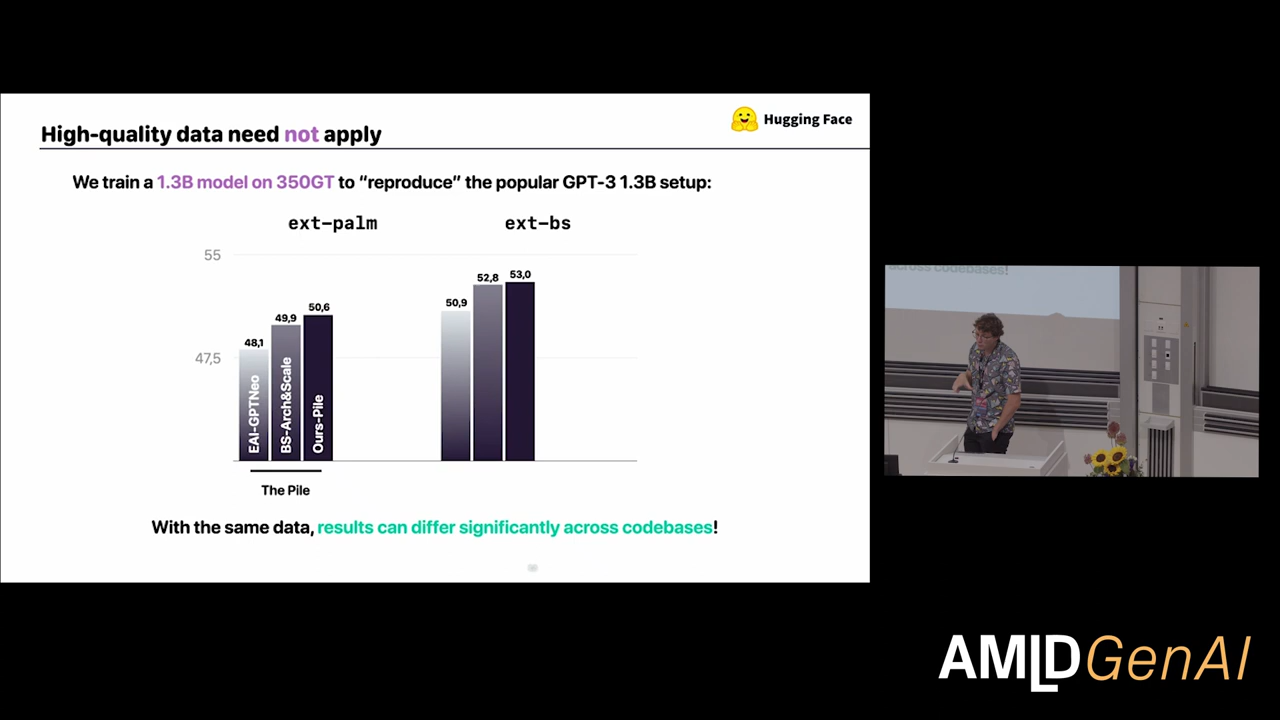 High-quality data need not apply
Hugging Face
We train a 1.3B model on 350GT to “reproduce” the popular GPT-3 1.3B setup:
ext-palm
ext-bs
55
47,5
48,1
49,9
50,6
50,9
52,8
53,0
EAI-GPTNeo
BS-Arch&Scale
Ours-Pile
The Pile
With the same data, results can differ significantly across codebases!
across codebases!
AMLDGenAI